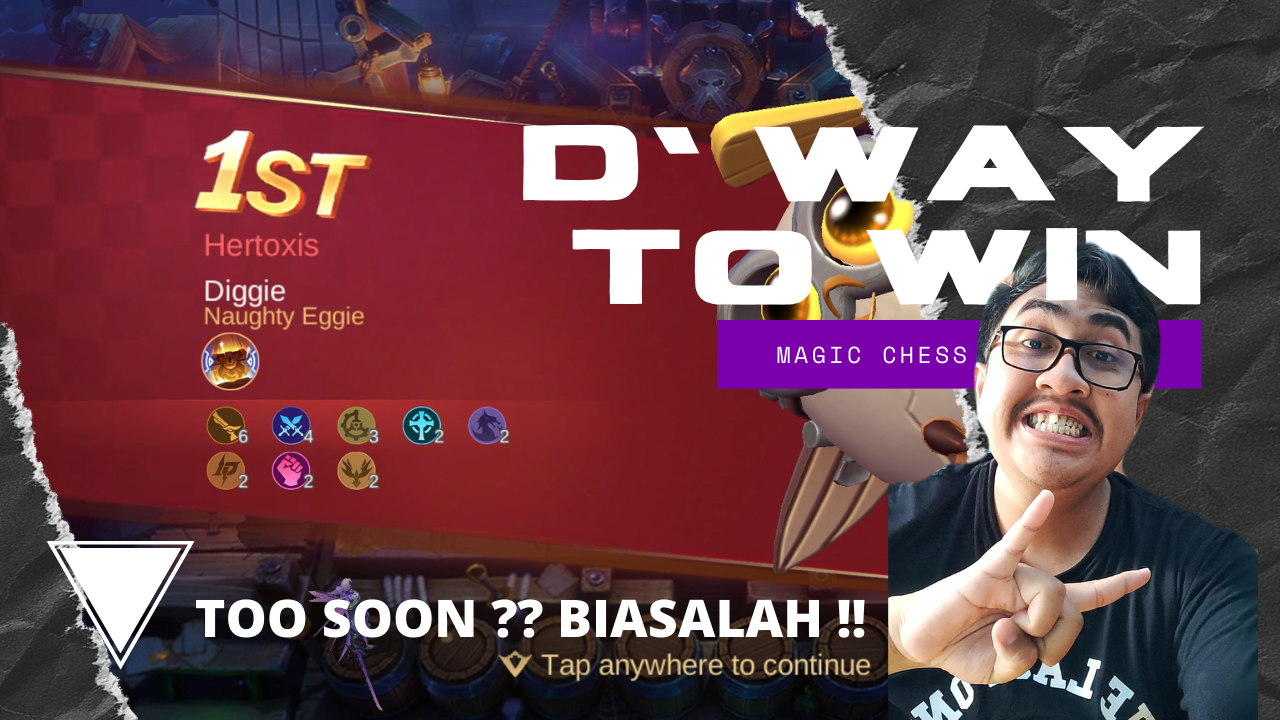 D` WAY
TO WIN
MAGIC CHESS
1ST
Hertoxis
Diggie
Naughty Eggie
6
4
3
2
2
2
2
2
TOO SOON ?? BIASALAH !!
Tap anywhere to continue